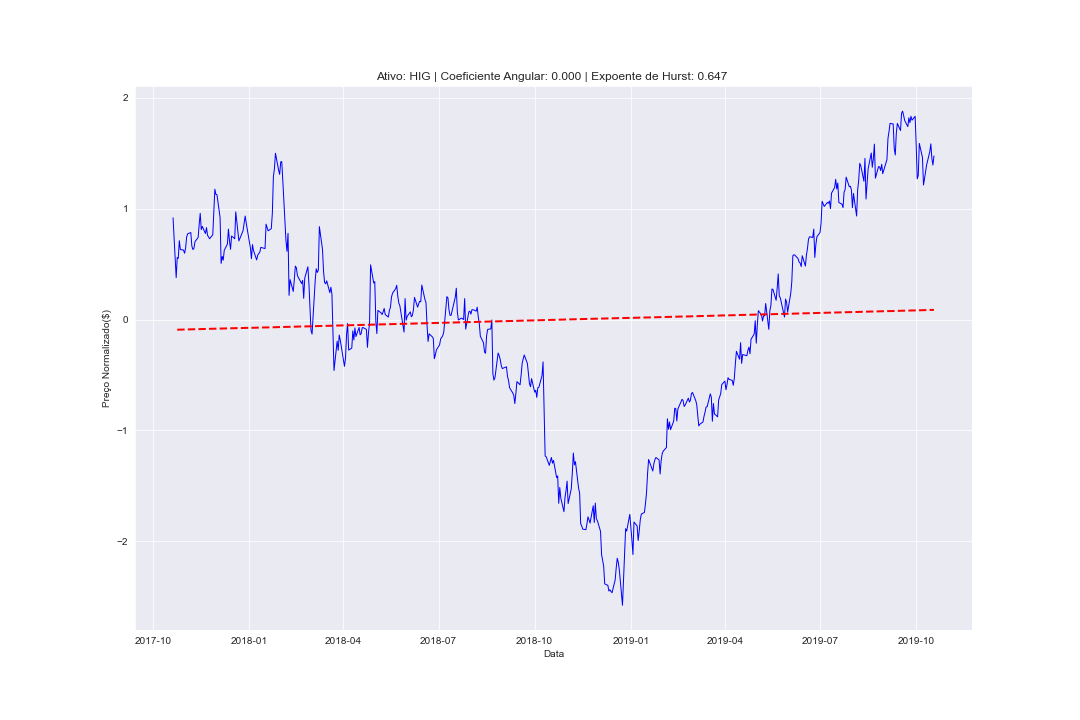 Ativo: HIG | Coeficiente Angular: 0.000 | Expoente de Hurst: 0.647
Preço Normalizado($)
2
1
0
−1
−2
2017-10 2018-01 2018-04 2018-07 2018-10 2019-01 2019-04 2019-07 2019-10
Data